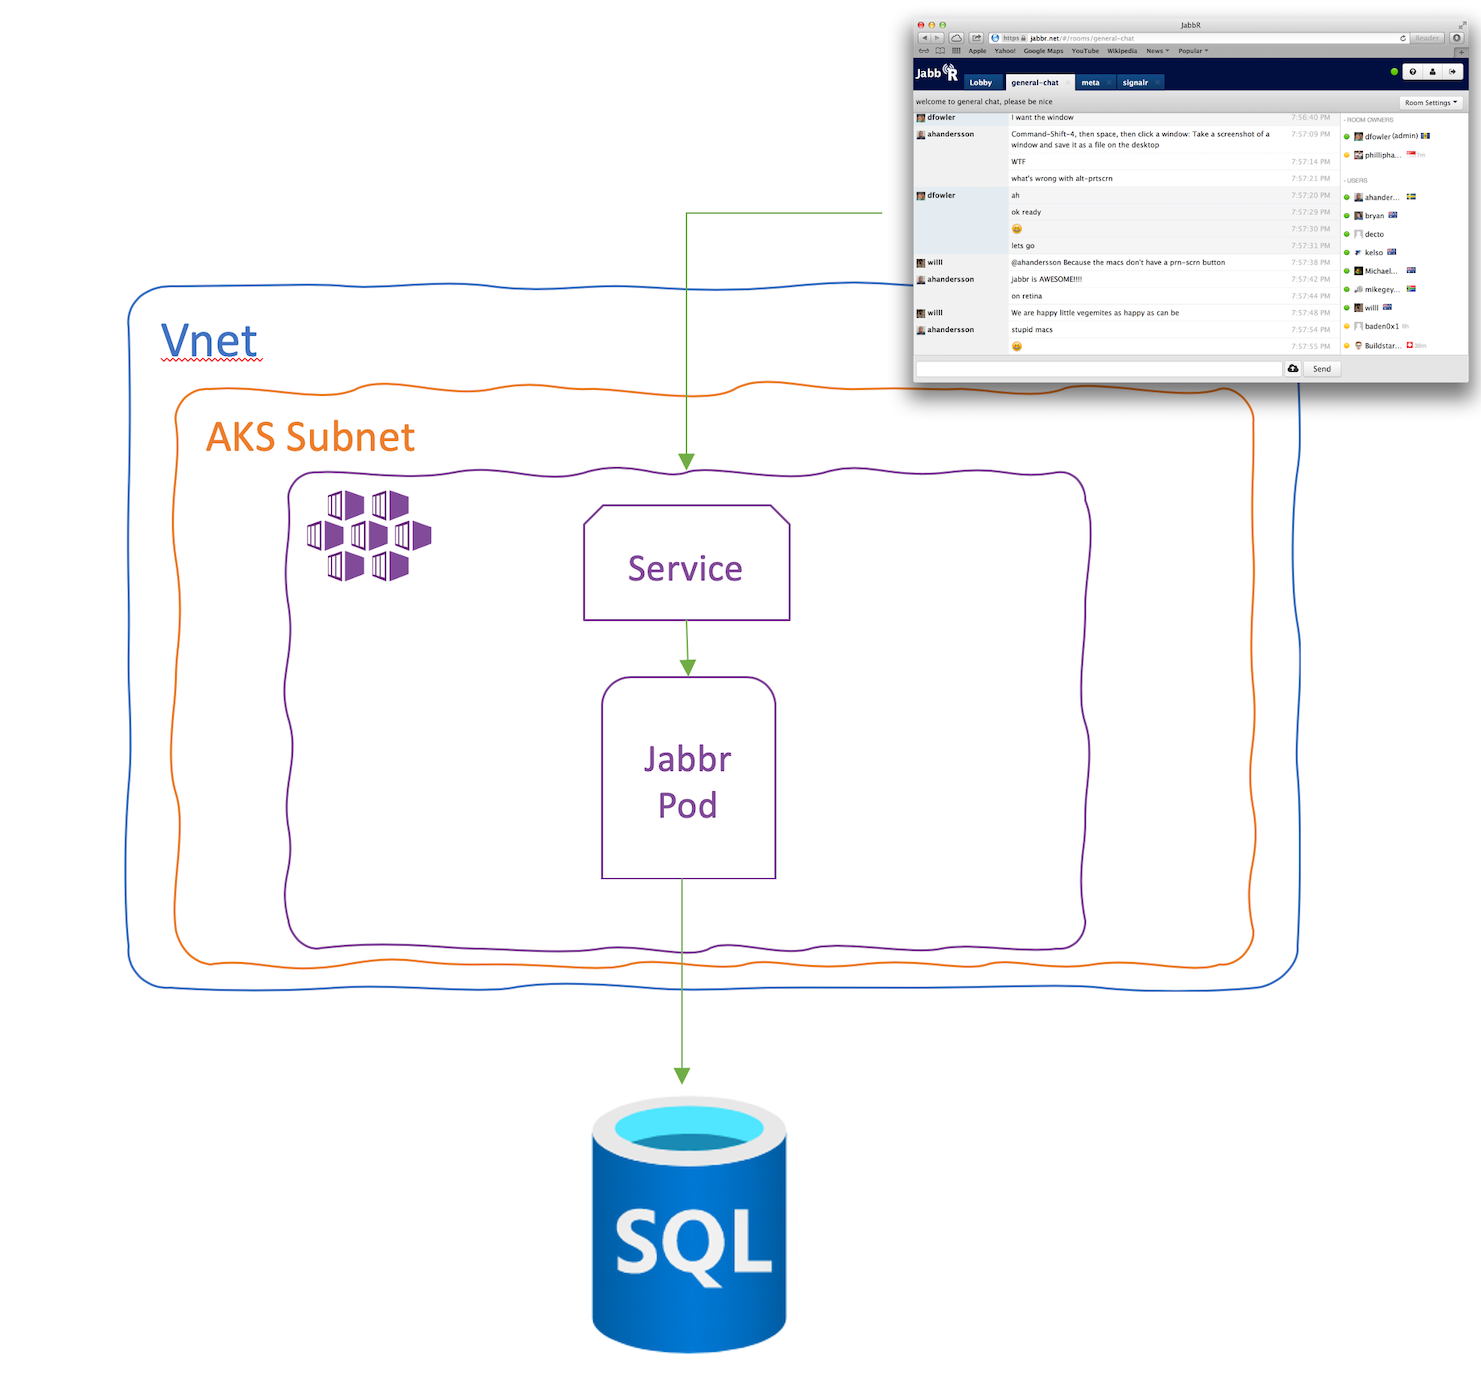 JabbR
https jabbr.net/#/rooms/general-chat
Reader
Apple Yahoo! Google Maps YouTube Wikipedia News Popular
JabbR
Lobby general-chat meta signalr
welcome to general chat, please be nice
Room Settings
dfowler I want the window 7:56:40 PM
ahandersson Command-Shift-4, then space, then click a window: Take a screenshot of a 7:57:09 PM
window and save it as a file on the desktop
WTF 7:57:14 PM
what's wrong with alt-prtscrn 7:57:21 PM
dfowler ah 7:57:20 PM
ok ready 7:57:29 PM
7:57:30 PM
lets go 7:57:31 PM
willl @ahandersson Because the macs don't have a prn-scrn button 7:57:38 PM
ahandersson jabbr is AWESOME!!!! 7:57:42 PM
on retina 7:57:44 PM
willl We are happy little vegemites as happy as can be 7:57:48 PM
ahandersson stupid macs 7:57:54 PM
7:57:55 PM
Send
- ROOM OWNERS
dfowler (admin)
phillipha... 7m
- USERS
ahander...
bryan
decto
kelso
Michael...
mikegey...
willl
baden0x1
Buildstar...
Vnet
AKS Subnet
Service
Jabbr
Pod
SQL